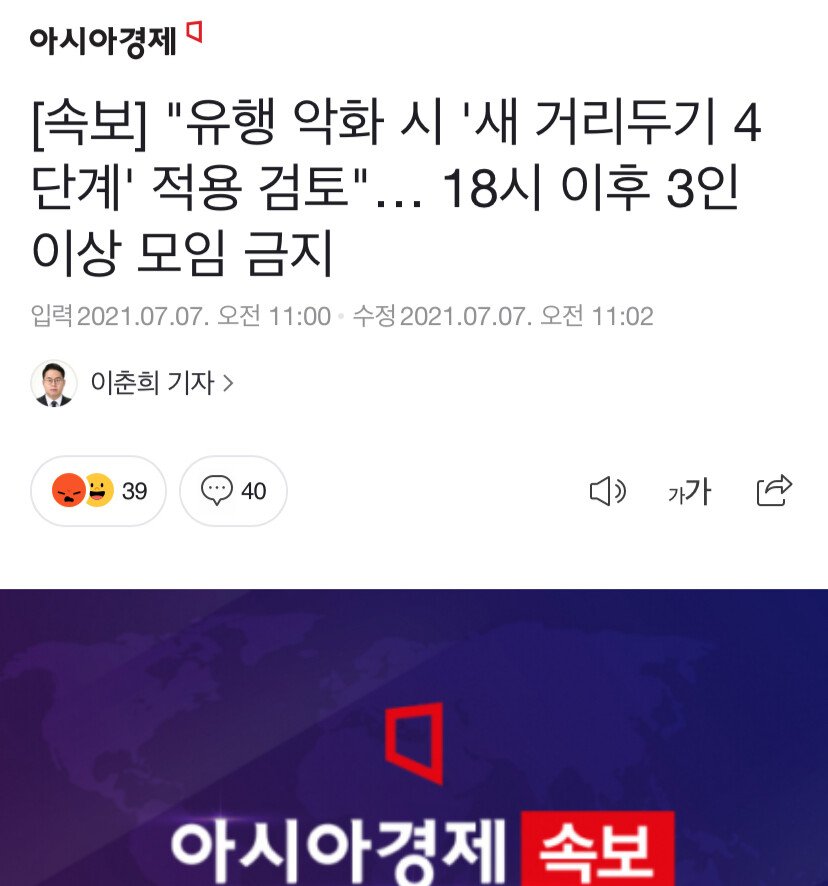 아시아경제
[속보] "유행 악화 시 '새 거리두기 4
단계' 적용 검토"… 18시 이후 3인
이상 모임 금지
입력 2021.07.07. 오전 11:00 · 수정 2021.07.07. 오전 11:02
이춘희 기자 >
39 40 가가
아시아경제 속보